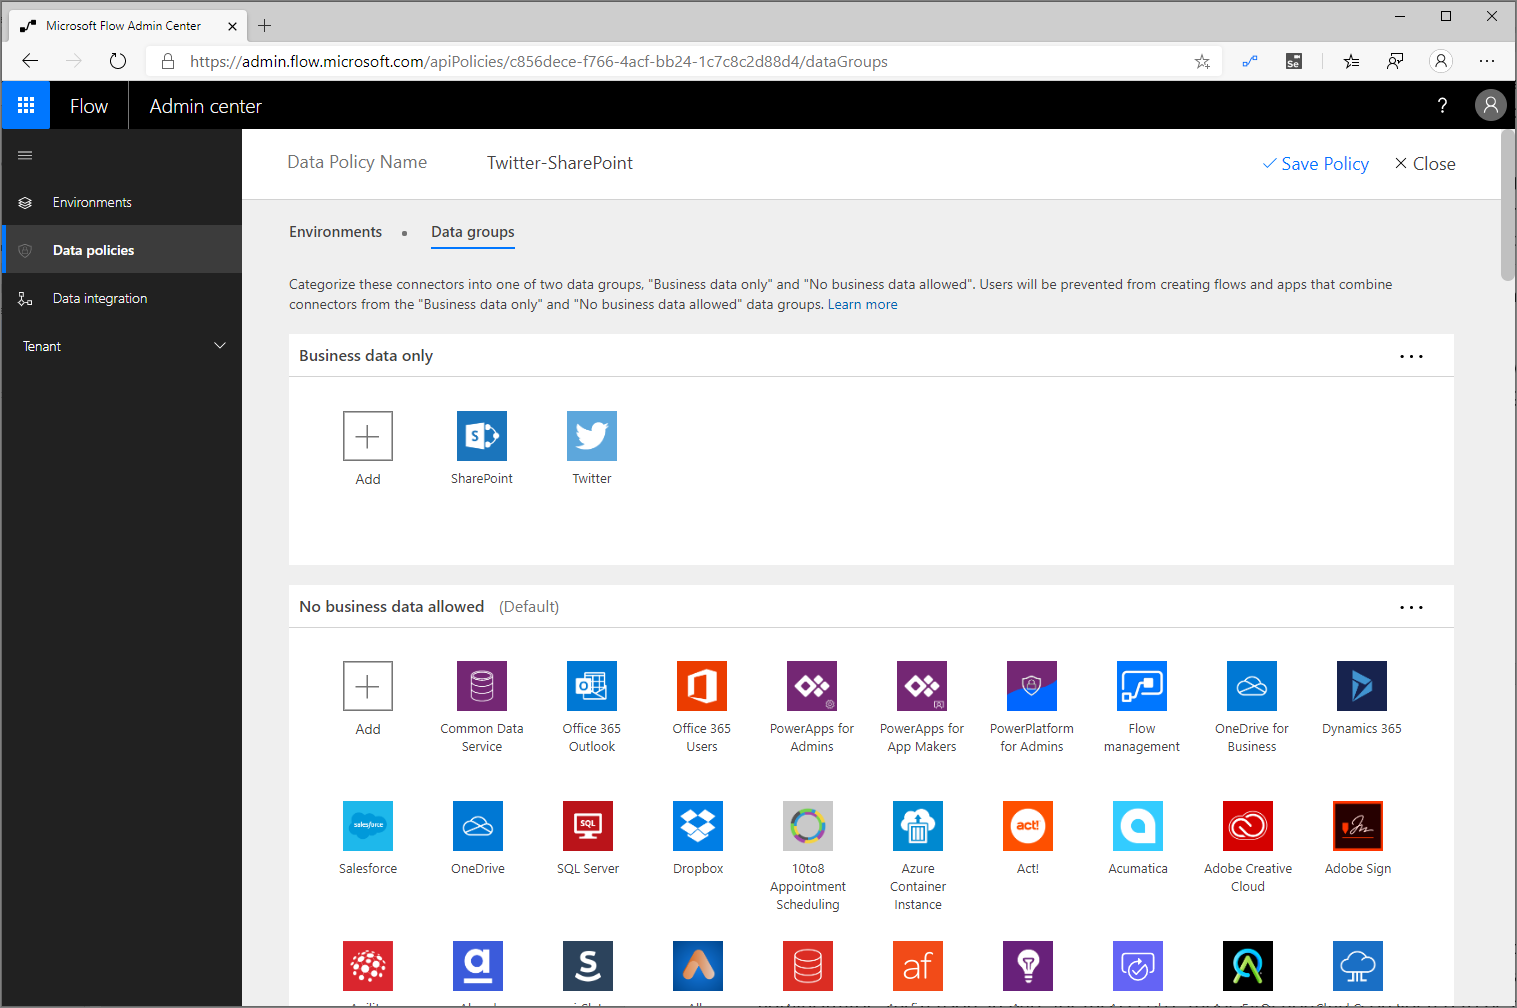 Microsoft Flow Admin Center
https://admin.flow.microsoft.com/apiPolicies/c856dece-f766-4acf-bb24-1c7c8c2d88d4/dataGroups
Se
Flow
Admin center
?
Data Policy Name
Twitter-SharePoint
Save Policy
Close
Environments
Data policies
Data integration
Tenant
Environments
Data groups
Categorize these connectors into one of two data groups, "Business data only" and "No business data allowed". Users will be prevented from creating flows and apps that combine
connectors from the "Business data only" and "No business data allowed" data groups. Learn more
Business data only
S
Add
SharePoint
Twitter
No business data allowed (Default)
Add
Common Data
Service
Office 365
Outlook
Office 365
Users
PowerApps for
Admins
PowerApps for
App Makers
PowerPlatform
for Admins
Flow
management
OneDrive for
Business
Dynamics 365
salesforce
SQL
act!
Salesforce
OneDrive
SQL Server
Dropbox
10to8
Appointment
Scheduling
Azure
Container
Instance
Act!
Acumatica
Adobe Creative
Cloud
Adobe Sign
a
S
af